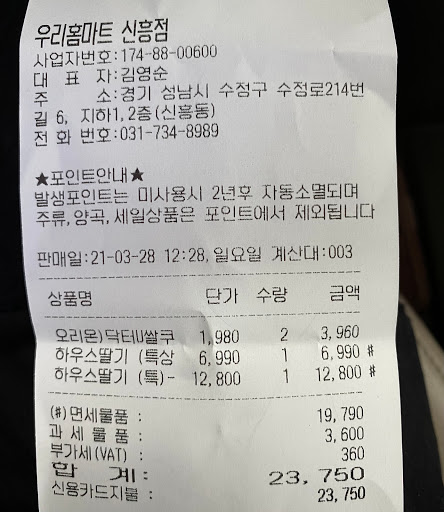 우리홈마트 신흥점
사업자번호:174-88-00600
대 표 자:김영순
주 소:경기 성남시 수정구 수정로214번
길 6, 지하1,2층(신흥동)
전 화 번호:031-734-8989
★포인트안내★
발생포인트는 미사용시 2년후 자동소멸되며
주류,양곡,세일상품은 포인트에서 제외됩니다
판매일:21-03-28 12:28,일요일 계산대:003
상품명 단가 수량 금액
오리온)닥터U쌀쿠 1,980 2 3,960
하우스딸기 (특상 6,990 1 6,990 #
하우스딸기 (특)- 12,800 1 12,800 #
(#)면세물품 : 19,790
과 세 물 품 : 3,600
부가세(VAT) : 360
합 계: 23,750
신용카드지불 : 23,750